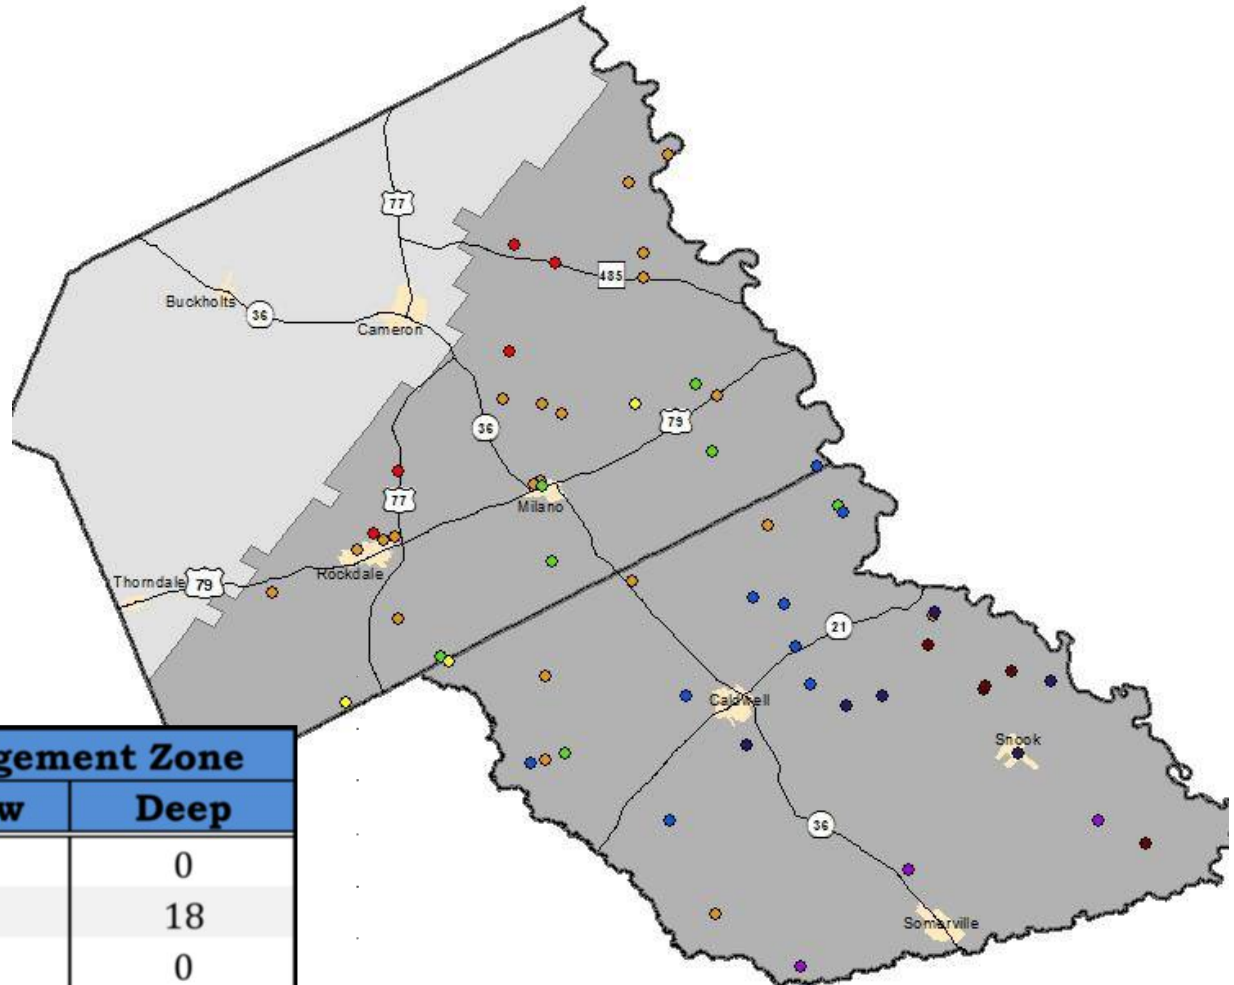 77
485
Buckholts
36
Cameron
79
36
77
Milano
Thorndale
79
Rockdale
21
Caldwell
Snook
36
Somerville
gement Zone
w Deep
0
18
0